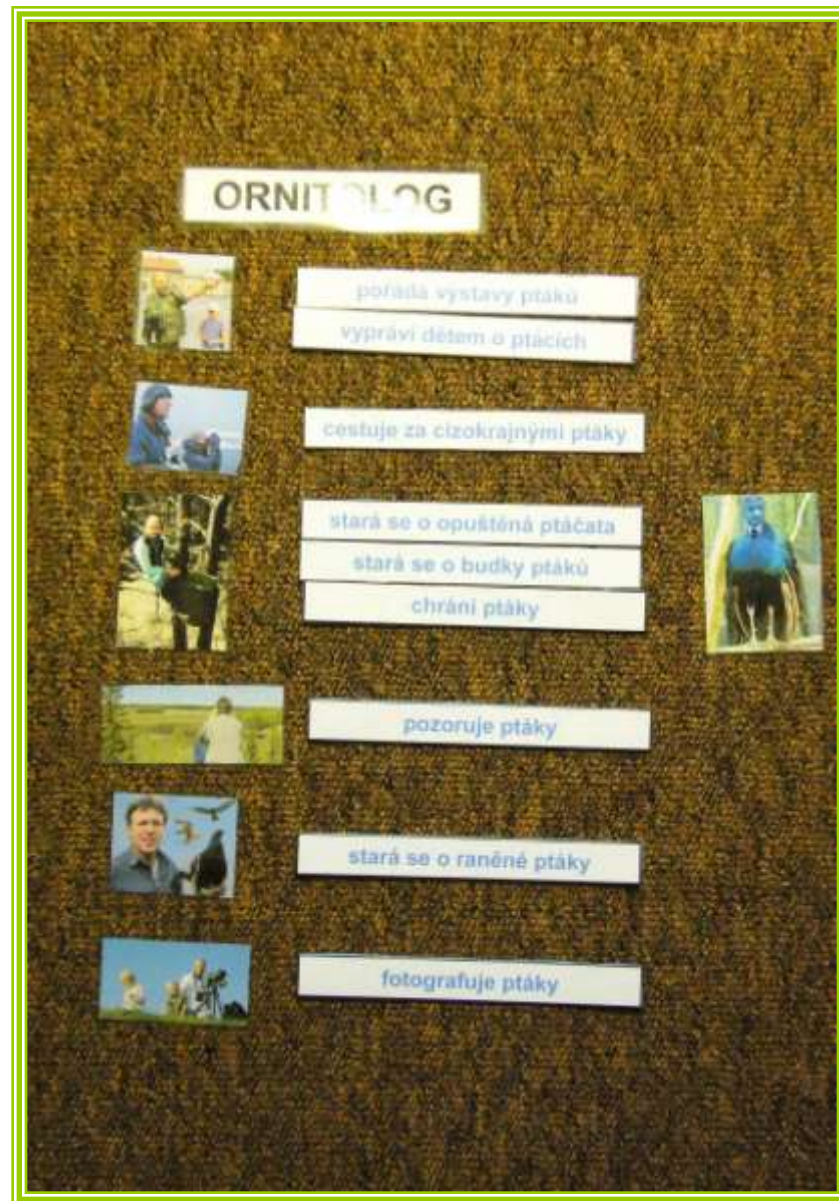 ORNITOLOG
pořádá výstavy ptáků
vypráví dětem o ptácích
cestuje za cizokrajnými ptáky
stará se o opuštěná ptáčata
stará se o budky ptáků
chrání ptáky
pozoruje ptáky
stará se o raněné ptáky
fotografuje ptáky